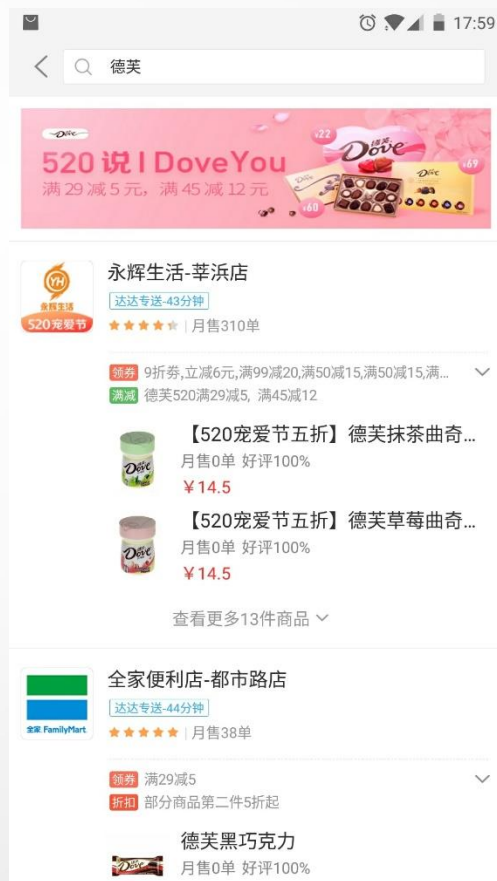 17:59
德芙
Dove
520 说 I DoveYou
满 29 减 5 元，满 45 减 12 元
¥22
德芙
Dove
Dove
¥69
¥60
YH
永辉生活
520宠爱节
永辉生活-莘浜店
达达专送-43分钟
月售310单
领券 9折券,立减6元,满99减20,满50减15,满50减15,满...
满减 德芙520满29减5, 满45减12
Dove
【520宠爱节五折】德芙抹茶曲奇...
月售0单 好评100%
￥14.5
Dove
【520宠爱节五折】德芙草莓曲奇...
月售0单 好评100%
￥14.5
查看更多13件商品
全家 FamilyMart
全家便利店-都市路店
达达专送-44分钟
月售38单
领券 满29减5
折扣 部分商品第二件5折起
Dove
德芙黑巧克力
月售0单 好评100%